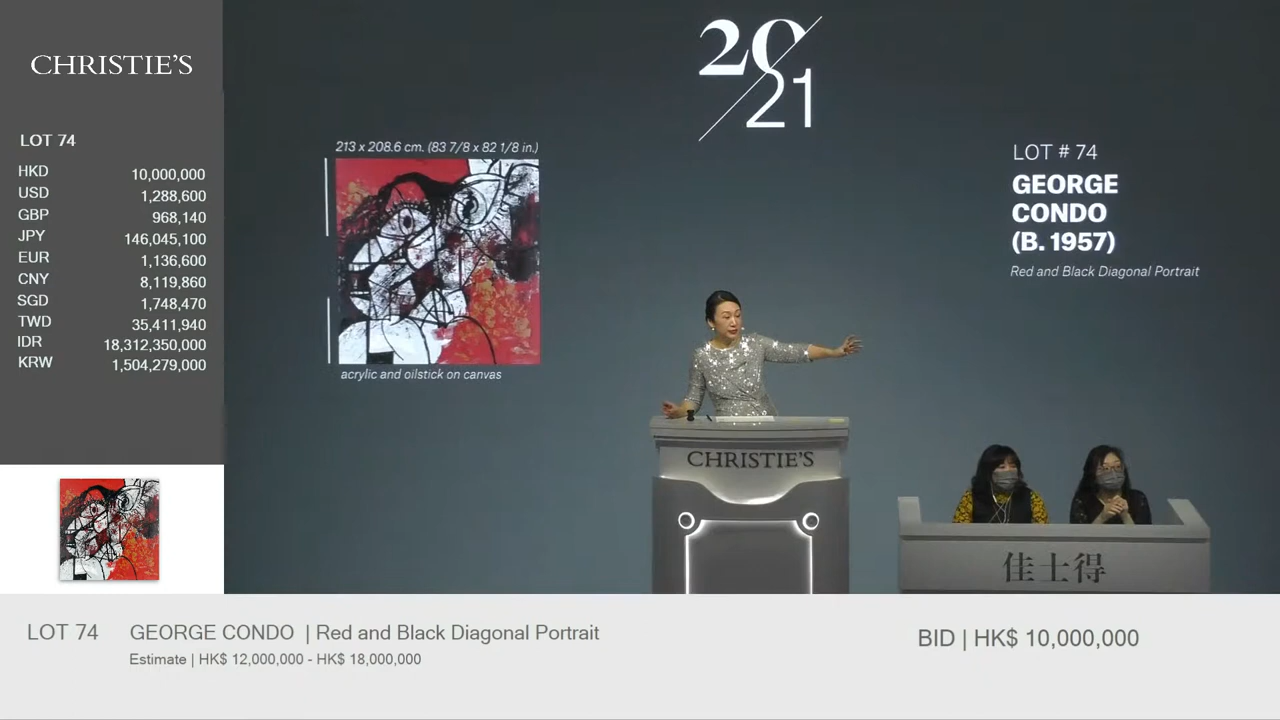 CHRISTIE'S
LOT 74
HKD 10,000,000
USD 1,288,600
GBP 968,140
JPY 146,045,100
EUR 1,136,600
CNY 8,119,860
SGD 1,748,470
TWD 35,411,940
IDR 18,312,350,000
KRW 1,504,279,000
20/21
213 x 208.6 cm. (83 7/8 x 82 1/8 in.)
acrylic and oilstick on canvas
LOT # 74
GEORGE
CONDO
(B. 1957)
Red and Black Diagonal Portrait
CHRISTIE'S
佳士得
LOT 74 GEORGE CONDO | Red and Black Diagonal Portrait
Estimate | HK$ 12,000,000 - HK$ 18,000,000
BID | HK$ 10,000,000